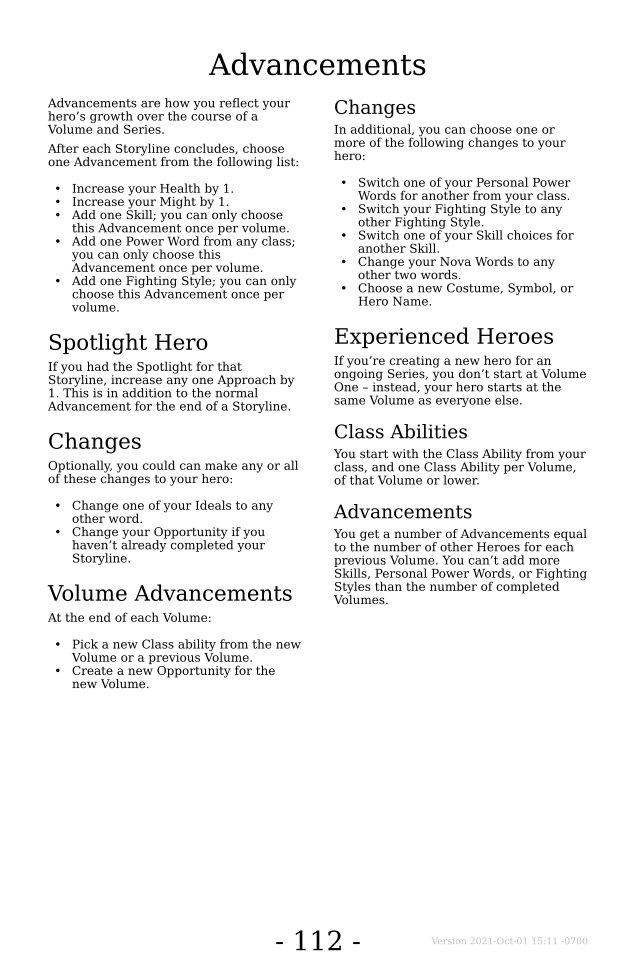 Advancements
Advancements are how you reflect your
hero’s growth over the course of a
Volume and Series.
After each Storyline concludes, choose
one Advancement from the following list:
• Increase your Health by 1.
• Increase your Might by 1.
• Add one Skill; you can only choose
this Advancement once per volume.
• Add one Power Word from any class;
you can only choose this
Advancement once per volume.
• Add one Fighting Style; you can only
choose this Advancement once per
volume.
Spotlight Hero
If you had the Spotlight for that
Storyline, increase any one Approach by
1. This is in addition to the normal
Advancement for the end of a Storyline.
Changes
Optionally, you could can make any or all
of these changes to your hero:
• Change one of your Ideals to any
other word.
• Change your Opportunity if you
haven’t already completed your
Storyline.
Volume Advancements
At the end of each Volume:
• Pick a new Class ability from the new
Volume or a previous Volume.
• Create a new Opportunity for the
new Volume.
Changes
In additional, you can choose one or
more of the following changes to your
hero:
• Switch one of your Personal Power
Words for another from your class.
• Switch your Fighting Style to any
other Fighting Style.
• Switch one of your Skill choices for
another Skill.
• Change your Nova Words to any
other two words.
• Choose a new Costume, Symbol, or
Hero Name.
Experienced Heroes
If you’re creating a new hero for an
ongoing Series, you don’t start at Volume
One – instead, your hero starts at the
same Volume as everyone else.
Class Abilities
You start with the Class Ability from your
class, and one Class Ability per Volume,
of that Volume or lower.
Advancements
You get a number of Advancements equal
to the number of other Heroes for each
previous Volume. You can’t add more
Skills, Personal Power Words, or Fighting
Styles than the number of completed
Volumes.
- 112 -
Version 2021-Oct-01 15:11 -0700